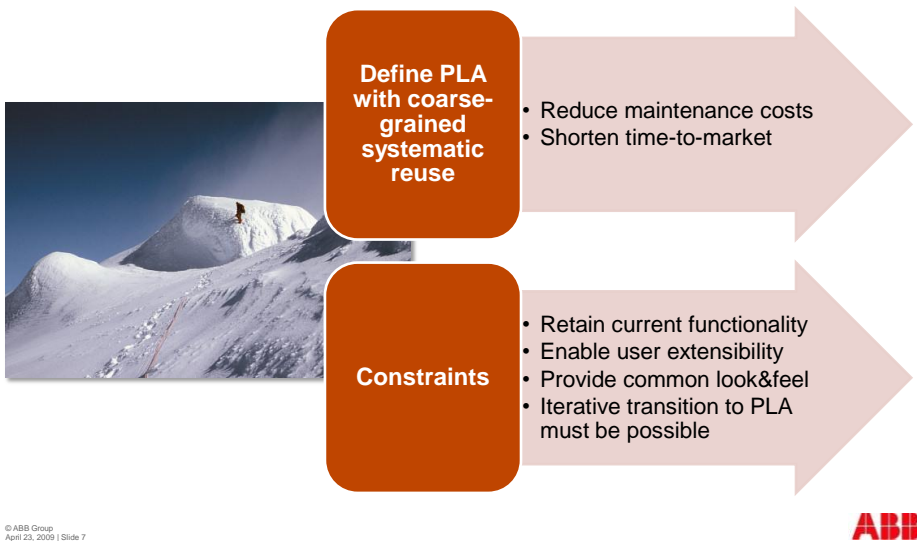 Define PLA
with coarse-
grained
systematic
reuse
• Reduce maintenance costs
• Shorten time-to-market
Constraints
• Retain current functionality
• Enable user extensibility
• Provide common look&feel
• Iterative transition to PLA
must be possible
© ABB Group
April 23, 2009 | Slide 7
ABB